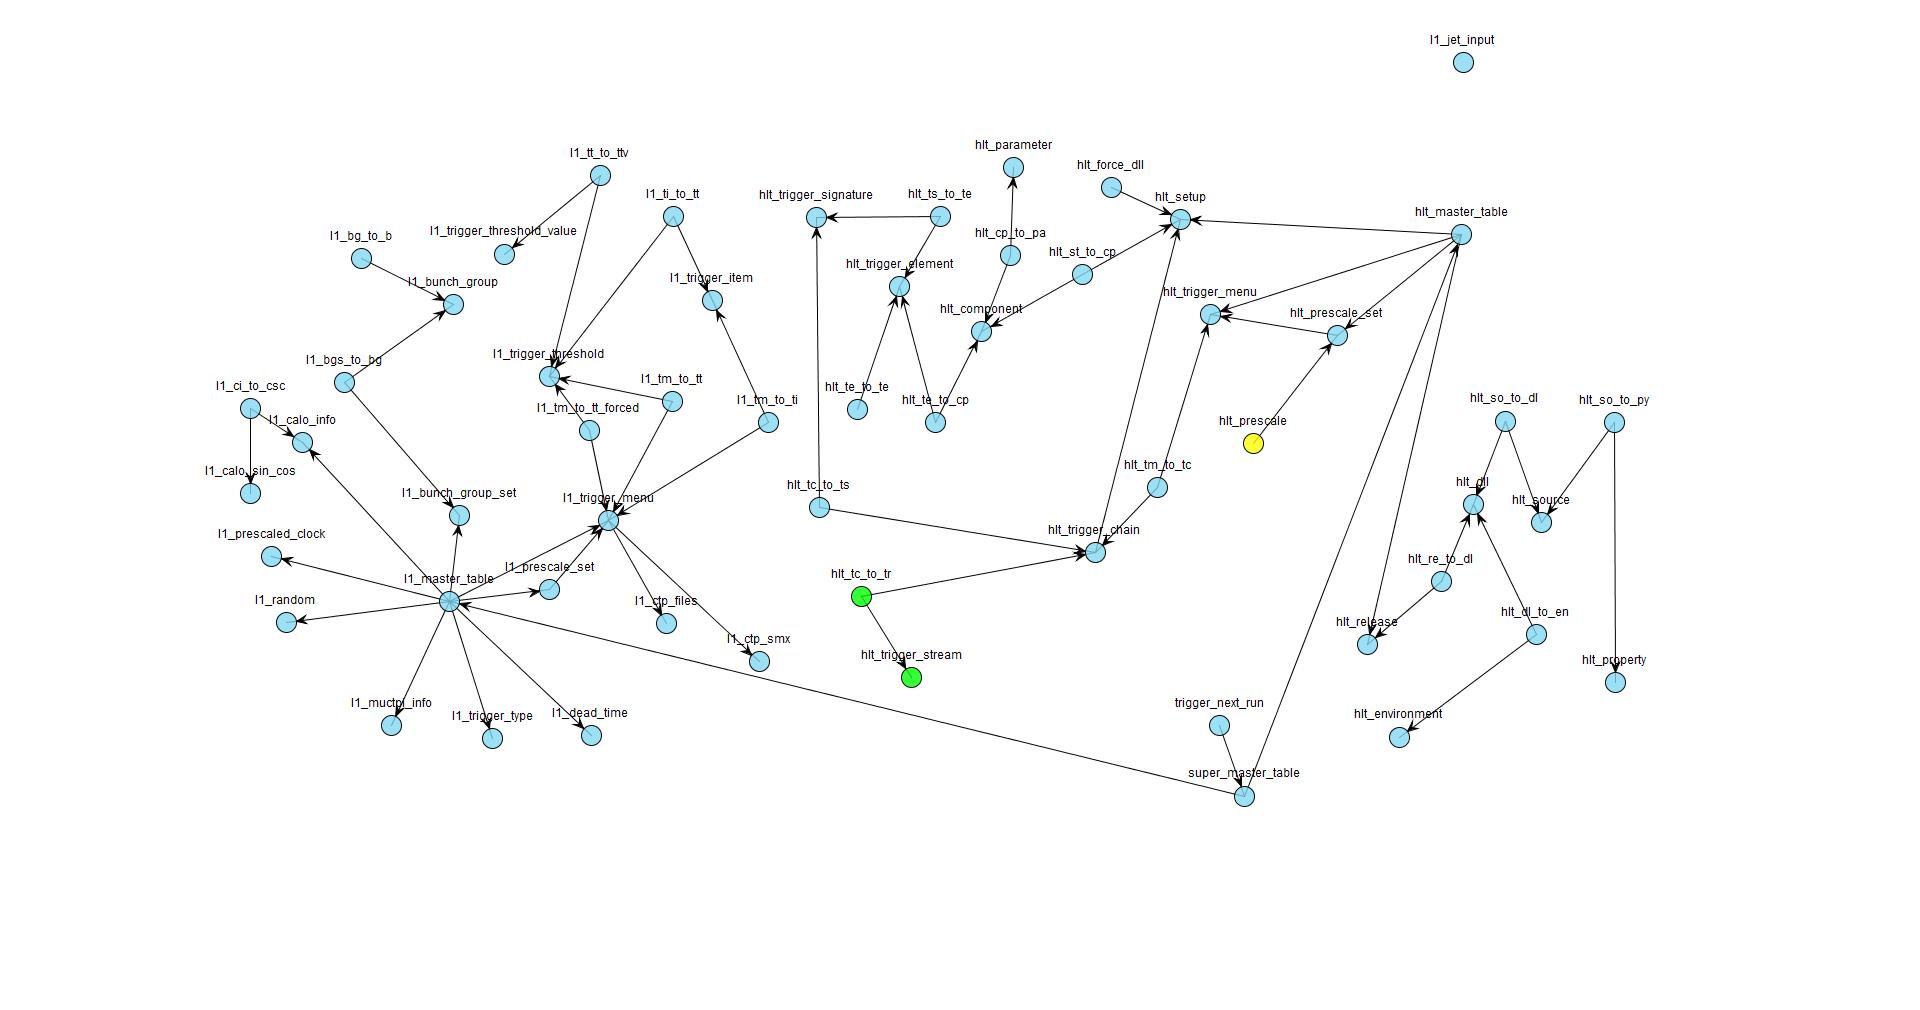 l1_jet_input
hlt_parameter
l1_tt_to_ttv
hlt_force_dll
l1_ti_to_tt
hlt_trigger_signature
hlt_ts_to_te
hlt_setup
hlt_master_table
l1_bg_to_b
l1_trigger_threshold_value
hlt_cp_to_pa
hlt_st_to_cp
hlt_trigger_element
l1_bunch_group
l1_trigger_item
hlt_trigger_menu
hlt_component
hlt_prescale_set
l1_bgs_to_bg
l1_trigger_threshold
l1_ci_to_csc
l1_tm_to_tt
hlt_te_to_te
l1_tm_to_tt_forced
l1_tm_to_ti
hlt_te_to_cp
hlt_so_to_dl
hlt_so_to_py
l1_calo_info
hlt_prescale
l1_calo_sin_cos
hlt_tm_to_tc
hlt_tc_to_ts
hlt_dll
l1_bunch_group_set
l1_trigger_menu
hlt_source
l1_prescaled_clock
hlt_trigger_chain
l1_master_table
l1_prescale_set
hlt_tc_to_tr
hlt_re_to_dl
l1_random
l1_ctp_files
hlt_release
hlt_dl_to_en
l1_ctp_smx
hlt_trigger_stream
hlt_property
l1_muctpi_info
l1_trigger_type
l1_dead_time
trigger_next_run
hlt_environment
super_master_table